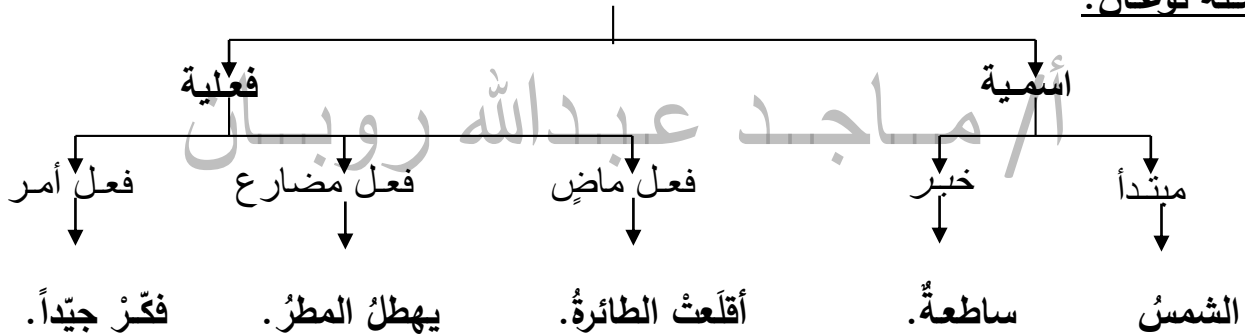 نوعان:
اسمية فعلية
أ/ ماجد عبدالله روبان
مبتدأ خبر فعل ماضٍ فعل مضارع فعل أمر
الشمسُ ساطعةٌ. أقلَعتْ الطائرةُ. يهطلُ المطرُ. فكّرْ جيّداً.